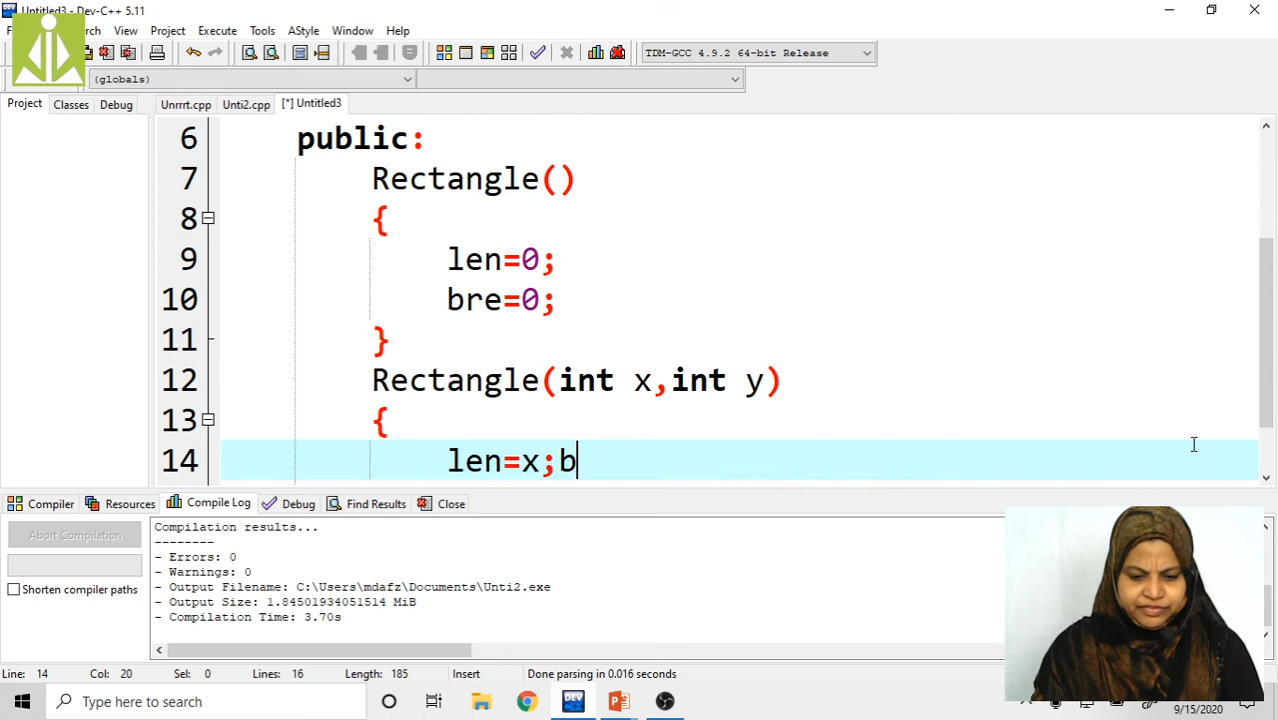 Untitled3 - Dev-C++ 5.11
View Project Execute Tools AStyle Window Help
TDM-GCC 4.9.2 64-bit Release
(globals)
Project Classes Debug Unrrrt.cpp Unti2.cpp [*] Untitled3
6 public:
7 Rectangle()
8 {
9 len=0;
10 bre=0;
11 }
12 Rectangle(int x,int y)
13 {
14 len=x;b
Compiler Resources Compile Log Debug Find Results Close
Abort Compilation
Shorten compiler paths
Compilation results...
--------
- Errors: 0
- Warnings: 0
- Output Filename: C:\Users\mdafz\Documents\Unti2.exe
- Output Size: 1.84501934051514 MiB
- Compilation Time: 3.70s
Line: 14 Col: 20 Sel: 0 Lines: 16 Length: 185 Insert Done parsing in 0.016 seconds
Type here to search
9/15/2020